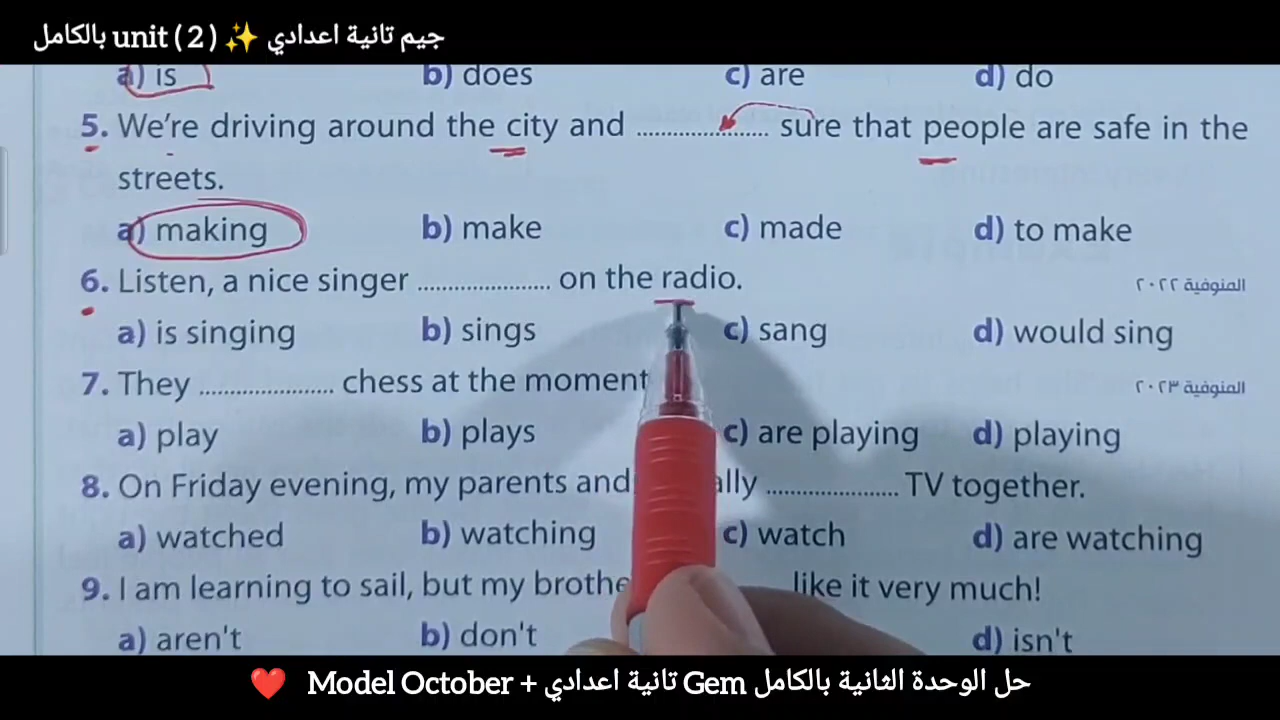 جيم تانية اعدادي ✨ unit ( 2 ) بالكامل
a) is b) does c) are d) do
5. We're driving around the city and .................... sure that people are safe in the
streets.
a) making b) make c) made d) to make
6. Listen, a nice singer .................... on the radio. المنوفية ٢٠٢٢
a) is singing b) sings c) sang d) would sing
7. They .................... chess at the moment المنوفية ٢٠٢٣
a) play b) plays c) are playing d) playing
8. On Friday evening, my parents and .................... TV together.
a) watched b) watching c) watch d) are watching
9. I am learning to sail, but my like it very much!
a) aren't b) don't d) isn't
حل الوحدة الثانية بالكامل Gem تانية اعدادي + Model October ❤️